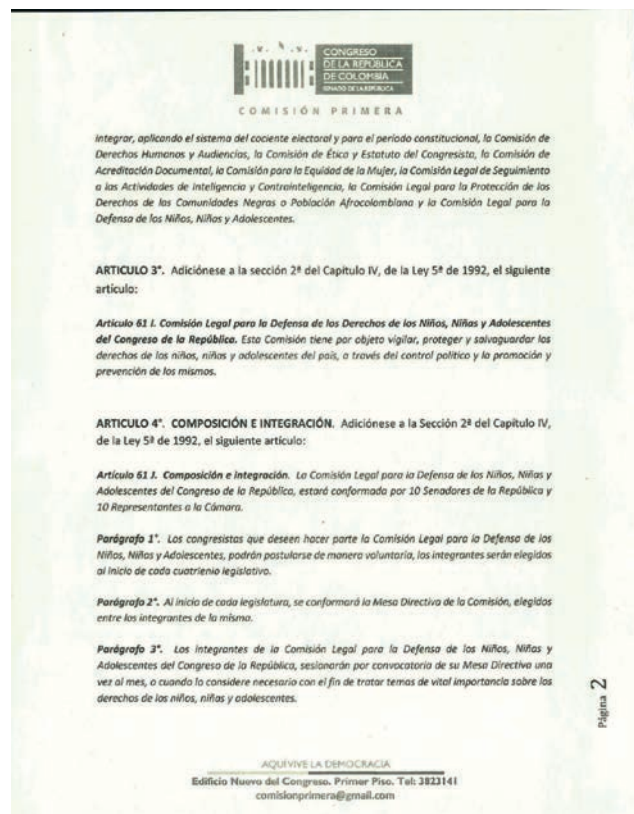 CONGRESO
DE LA REPÚBLICA
DE COLOMBIA
SENADO DE LA REPÚBLICA
COMISIÓN PRIMERA
integrar, aplicando el sistema del cociente electoral y para el período constitucional, la Comisión de
Derechos Humanos y Audiencias, la Comisión de Ética y Estatuto del Congresista, la Comisión de
Acreditación Documental, la Comisión para la Equidad de la Mujer, la Comisión Legal de Seguimiento
a las Actividades de Inteligencia y Contrainteligencia, la Comisión Legal para la Protección de los
Derechos de las Comunidades Negras o Población Afrocolombiana y la Comisión Legal para la
Defensa de los Niños, Niñas y Adolescentes.
ARTICULO 3°. Adiciónese a la sección 2ª del Capítulo IV, de la Ley 5ª de 1992, el siguiente
artículo:
Artículo 61 I. Comisión Legal para la Defensa de los Derechos de los Niños, Niñas y Adolescentes
del Congreso de la República. Esta Comisión tiene por objeto vigilar, proteger y salvaguardar los
derechos de los niños, niñas y adolescentes del país, a través del control político y la promoción y
prevención de los mismos.
ARTICULO 4°. COMPOSICIÓN E INTEGRACIÓN. Adiciónese a la Sección 2ª del Capítulo IV,
de la Ley 5ª de 1992, el siguiente artículo:
Artículo 61 J. Composición e Integración. La Comisión Legal para la Defensa de los Niños, Niñas y
Adolescentes del Congreso de la República, estará conformada por 10 Senadores de la República y
10 Representantes a la Cámara.
Parágrafo 1°. Los congresistas que deseen hacer parte la Comisión Legal para la Defensa de los
Niños, Niñas y Adolescentes, podrán postularse de manera voluntaria, los integrantes serán elegidos
al inicio de cada cuatrienio legislativo.
Parágrafo 2°. Al inicio de cada legislatura, se conformará la Mesa Directiva de la Comisión, elegidos
entre los integrantes de la misma.
Parágrafo 3°. Los integrantes de la Comisión Legal para la Defensa de los Niños, Niñas y
Adolescentes del Congreso de la República, sesionarán por convocatoria de su Mesa Directiva una
vez al mes, o cuando lo considere necesario con el fin de tratar temas de vital importancia sobre los
derechos de los niños, niñas y adolescentes.
Página 2
AQUÍ VIVE LA DEMOCRACIA
Edificio Nuevo del Congreso. Primer Piso. Tel: 3823141
comisionprimera@gmail.com